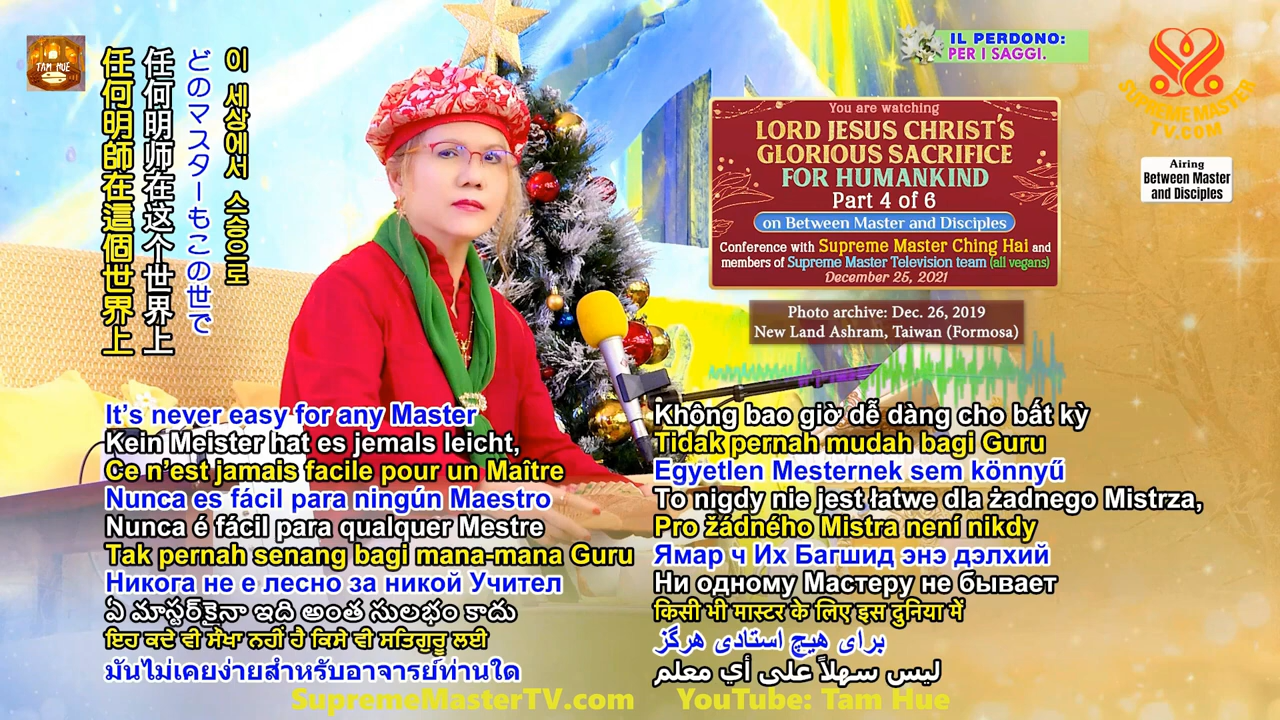 TAM HUE
이 세상에서 스승으로
どのマスターもこの世で
任何明师在这个世界上
任何明師在這個世界上
IL PERDONO:
PER I SAGGI.
SUPREME MASTER
TV.COM
Airing
Between Master
and Disciples
You are watching
LORD JESUS CHRIST'S
GLORIOUS SACRIFICE
FOR HUMANKIND
Part 4 of 6
on Between Master and Disciples
Conference with Supreme Master Ching Hai and
members of Supreme Master Television team (all vegans)
December 25, 2021
Photo archive: Dec. 26, 2019
New Land Ashram, Taiwan (Formosa)
It's never easy for any Master
Kein Meister hat es jemals leicht,
Ce n'est jamais facile pour un Maître
Nunca es fácil para ningún Maestro
Nunca é fácil para qualquer Mestre
Tak pernah senang bagi mana-mana Guru
Никога не е лесно за никой Учител
ఏ మాస్టర్‌కైనా ఇది అంత సులభం కాదు
ਇਹ ਕਦੇ ਵੀ ਸੌਖਾ ਨਹੀਂ ਹੈ ਕਿਸੇ ਵੀ ਸਤਿਗੁਰੂ ਲਈ
มันไม่เคยง่ายสำหรับอาจารย์ท่านใด
Không bao giờ dễ dàng cho bất kỳ
Tidak pernah mudah bagi Guru
Egyetlen Mesternek sem könnyű
To nigdy nie jest łatwe dla żadnego Mistrza,
Pro žádného Mistra není nikdy
Ямар ч Их Багшид энэ дэлхий
Ни одному Мастеру не бывает
किसी भी मास्टर के लिए इस दुनिया में
برای هیچ استادی هرگز
ليس سهلاً على أي معلم
SupremeMasterTV.com
YouTube: Tam Hue